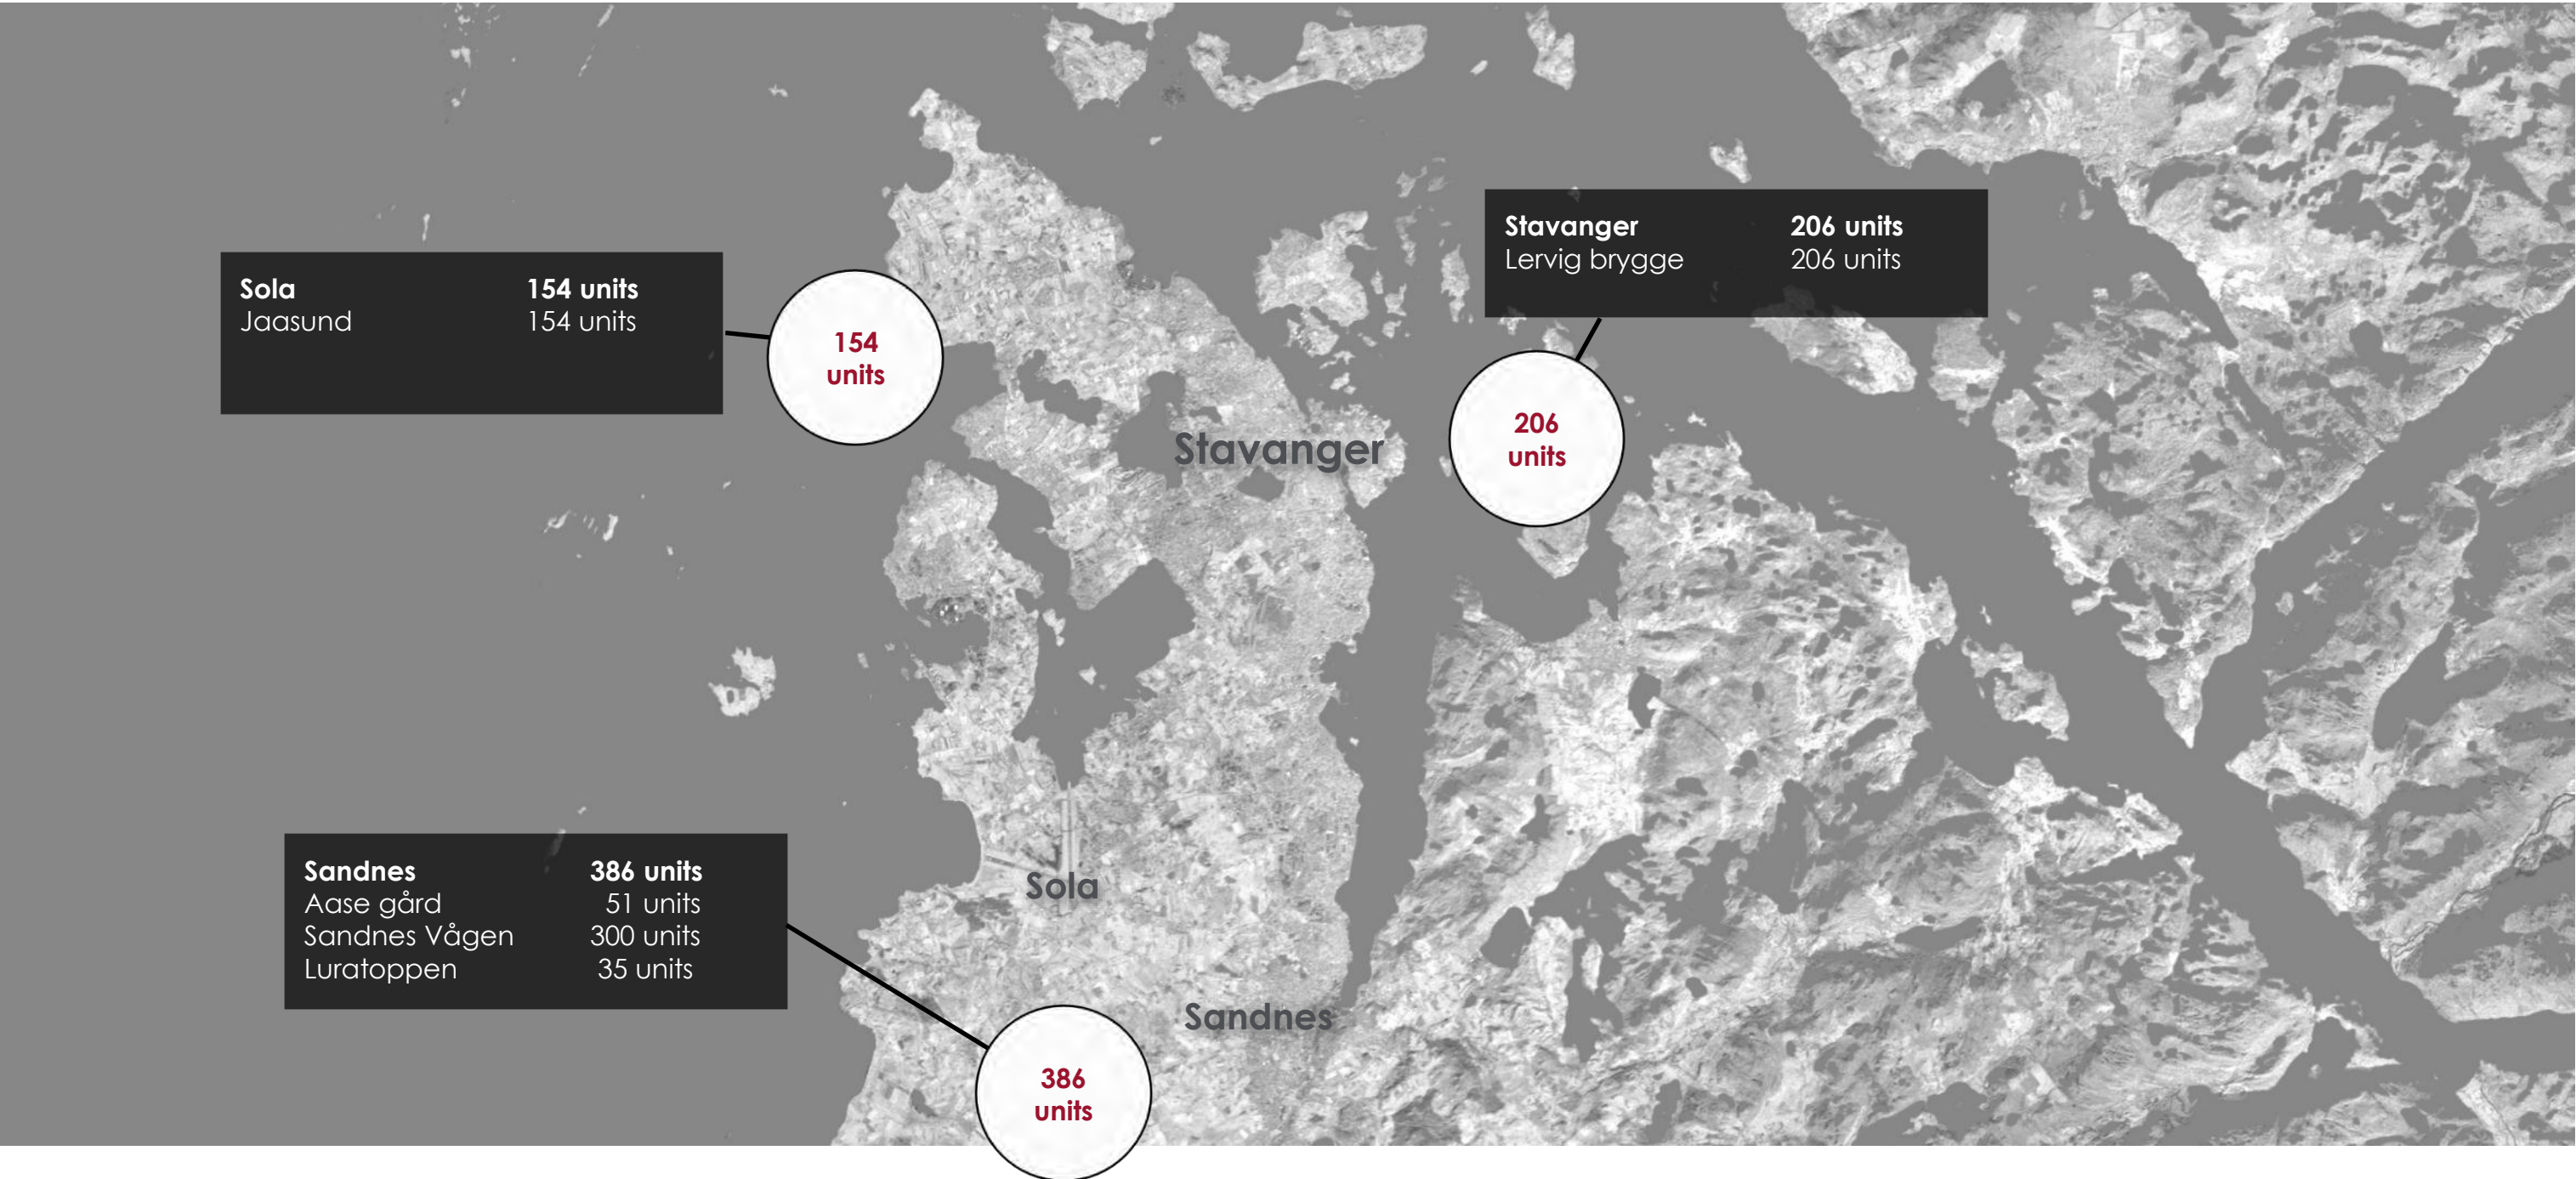 Stavanger 206 units
Lervig brygge 206 units
Sola 154 units
Jaasund 154 units
154
units
206
units
Stavanger
Sandnes 386 units
Aase gård 51 units
Sandnes Vågen 300 units
Luratoppen 35 units
Sola
Sandnes
386
units